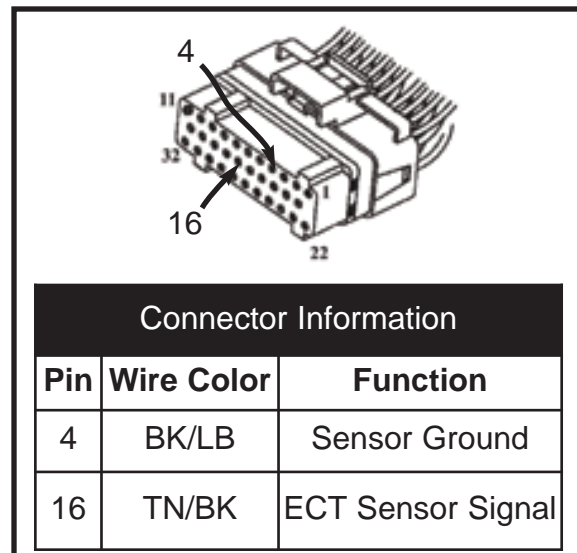 4
11
32
16
1
22
Connector Information
Pin Wire Color Function
4 BK/LB Sensor Ground
16 TN/BK ECT Sensor Signal